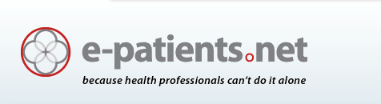 e-patients.net
because health professionals can't do it alone